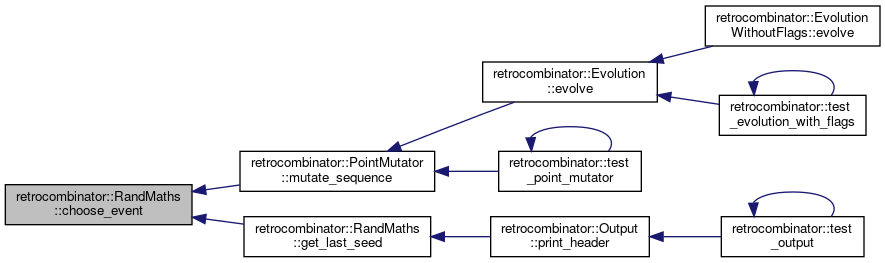 retrocombinator::RandMaths
::choose_event
retrocombinator::PointMutator
::mutate_sequence
retrocombinator::Evolution
::evolve
retrocombinator::Evolution
WithoutFlags::evolve
retrocombinator::test
_evolution_with_flags
retrocombinator::test
_point_mutator
retrocombinator::RandMaths
::get_last_seed
retrocombinator::Output
::print_header
retrocombinator::test
_output